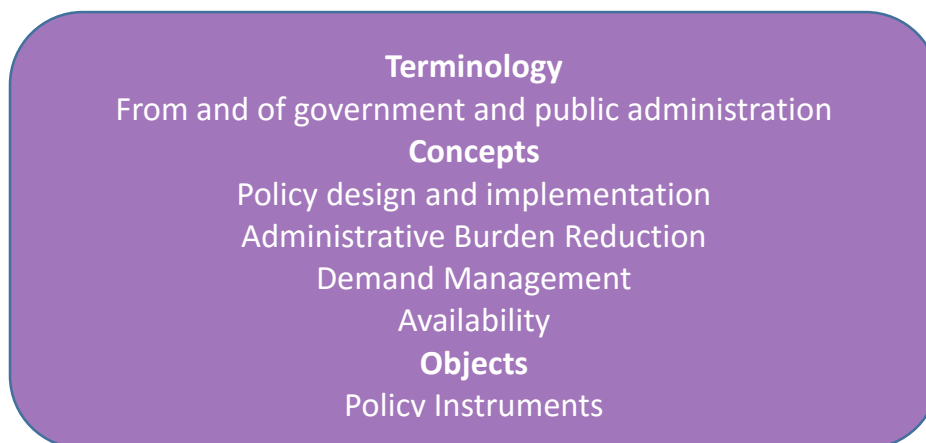 Terminology
From and of government and public administration
Concepts
Policy design and implementation
Administrative Burden Reduction
Demand Management
Availability
Objects
Policy Instruments